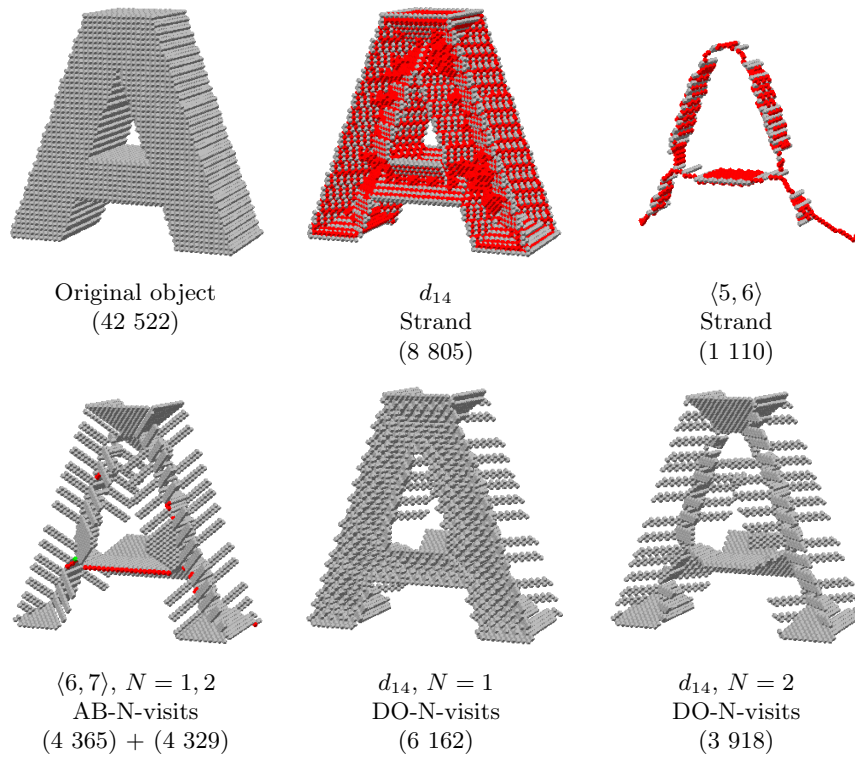 Original object
(42 522)
d₁₄
Strand
(8 805)
⟨5, 6⟩
Strand
(1 110)
⟨6, 7⟩, N = 1, 2
AB-N-visits
(4 365) + (4 329)
d₁₄, N = 1
DO-N-visits
(6 162)
d₁₄, N = 2
DO-N-visits
(3 918)